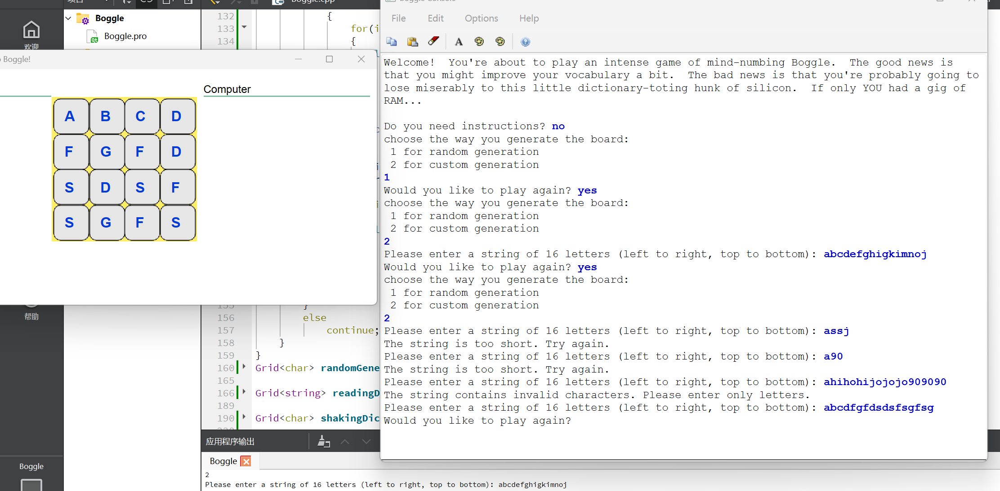 项目
Boggle.cpp
Boggle
Boggle.pro
欢迎
132
{
133
for(i
134
{
Boggle!
Computer
A B C D
F G F D
S D S F
S G F S
帮助
155
}
156
else
157
continue;
158
}
159
}
160
Grid<char> randomGene
165
166
Grid<string> readingD
189
190
Grid<char> shakingDic
应用程序输出
Boggle
Boggle
2
Please enter a string of 16 letters (left to right, top to bottom): abcdefghigkimnoj
Boggle Console
File Edit Options Help
Welcome!  You're about to play an intense game of mind-numbing Boggle.  The good news is
that you might improve your vocabulary a bit.  The bad news is that you're probably going to
lose miserably to this little dictionary-toting hunk of silicon.  If only YOU had a gig of
RAM...
Do you need instructions? no
choose the way you generate the board:
1 for random generation
2 for custom generation
1
Would you like to play again? yes
choose the way you generate the board:
1 for random generation
2 for custom generation
2
Please enter a string of 16 letters (left to right, top to bottom): abcdefghigkimnoj
Would you like to play again? yes
choose the way you generate the board:
1 for random generation
2 for custom generation
2
Please enter a string of 16 letters (left to right, top to bottom): assj
The string is too short. Try again.
Please enter a string of 16 letters (left to right, top to bottom): a90
The string is too short. Try again.
Please enter a string of 16 letters (left to right, top to bottom): ahihohijojojo909090
The string contains invalid characters. Please enter only letters.
Please enter a string of 16 letters (left to right, top to bottom): abcdfgfdsdsfsgfsg
Would you like to play again?